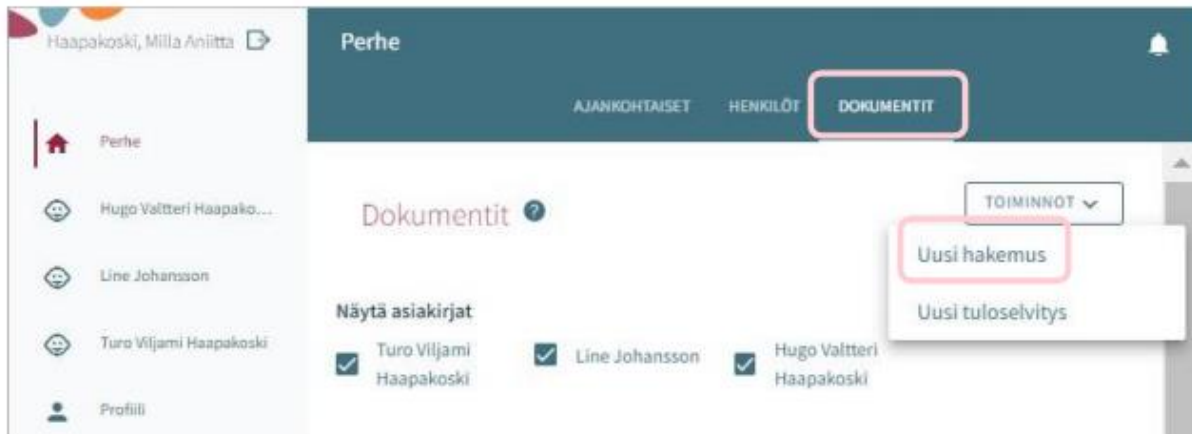 Haapakoski, Milla Aniitta
Perhe
Hugo Valtteri Haapako...
Line Johansson
Turo Viljami Haapakoski
Profiili
Perhe
AJANKOHTAISET HENKILÖT DOKUMENTIT
Dokumentit ?
TOIMINNOT
Uusi hakemus
Uusi tuloselvitys
Näytä asiakirjat
Turo Viljami
Haapakoski
Line Johansson
Hugo Valtteri
Haapakoski